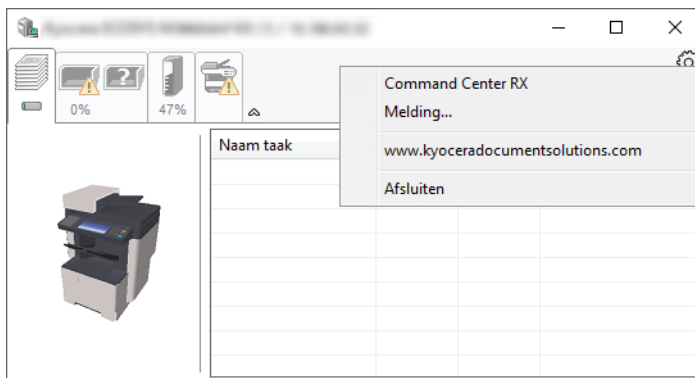 0%
47%
Command Center RX
Melding...
www.kyoceradocumentsolutions.com
Afsluiten
Naam taak